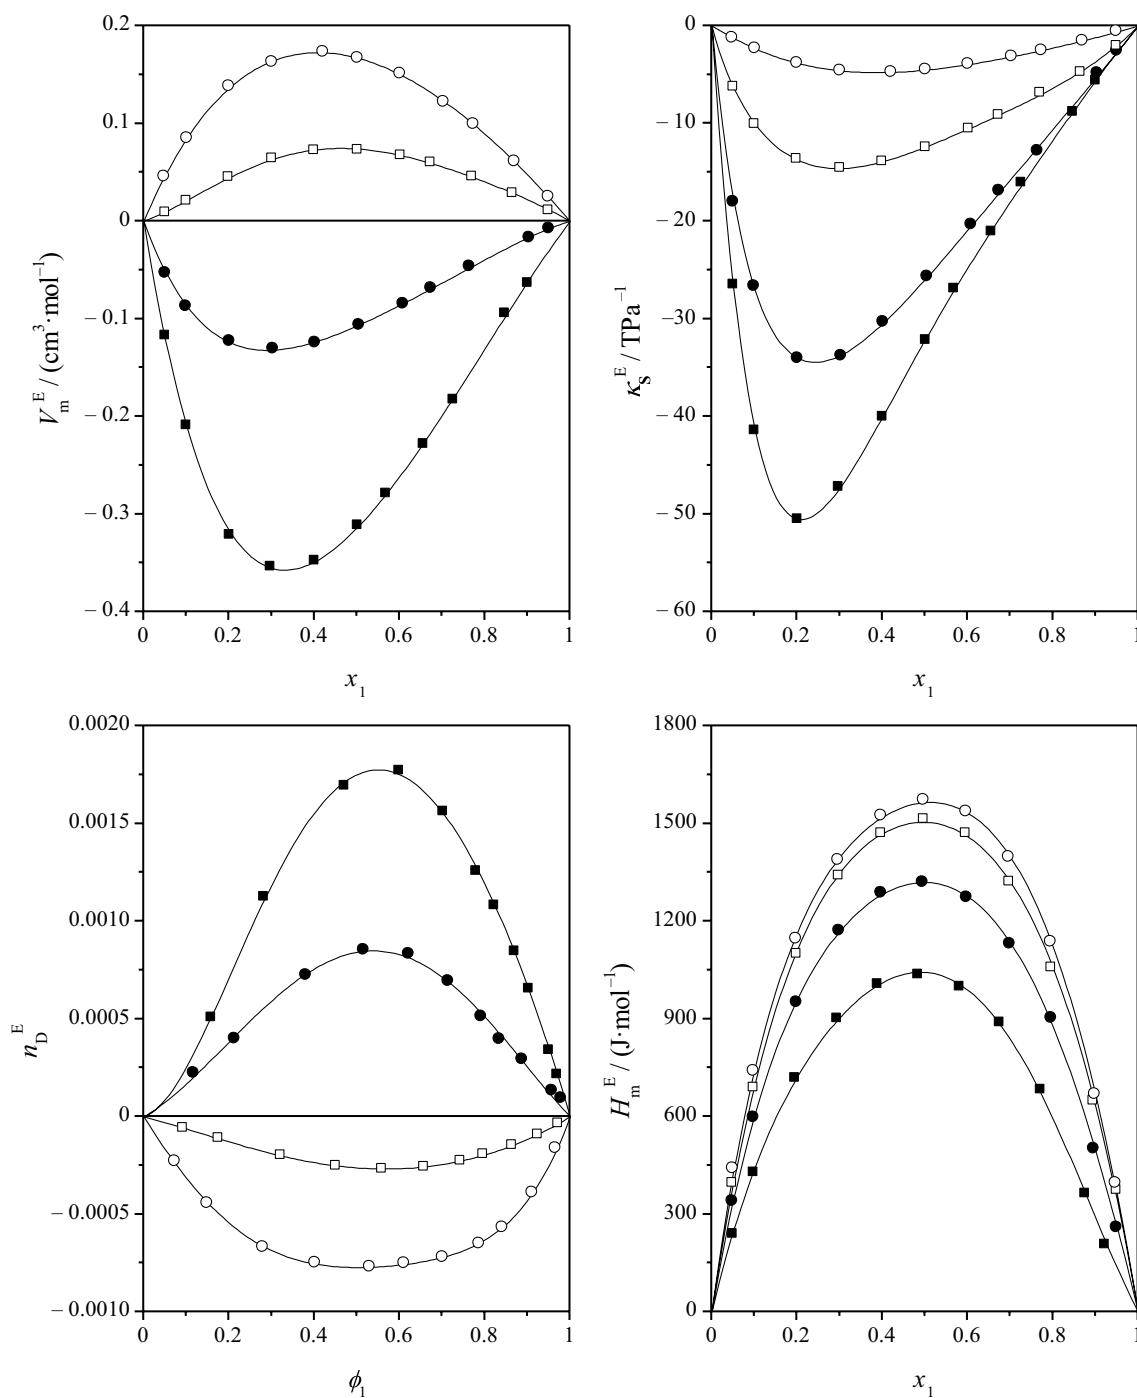 0.2
0.1
0
– 0.1
– 0.2
– 0.3
– 0.4
V_m^E / (cm³·mol⁻¹)
0 0.2 0.4 0.6 0.8 1
x₁
0
– 10
– 20
– 30
– 40
– 50
– 60
κ_S^E / TPa⁻¹
0 0.2 0.4 0.6 0.8 1
x₁
0.0020
0.0015
0.0010
0.0005
0
– 0.0005
– 0.0010
n_D^E
0 0.2 0.4 0.6 0.8 1
ϕ₁
1800
1500
1200
900
600
300
0
H_m^E / (J·mol⁻¹)
0 0.2 0.4 0.6 0.8 1
x₁